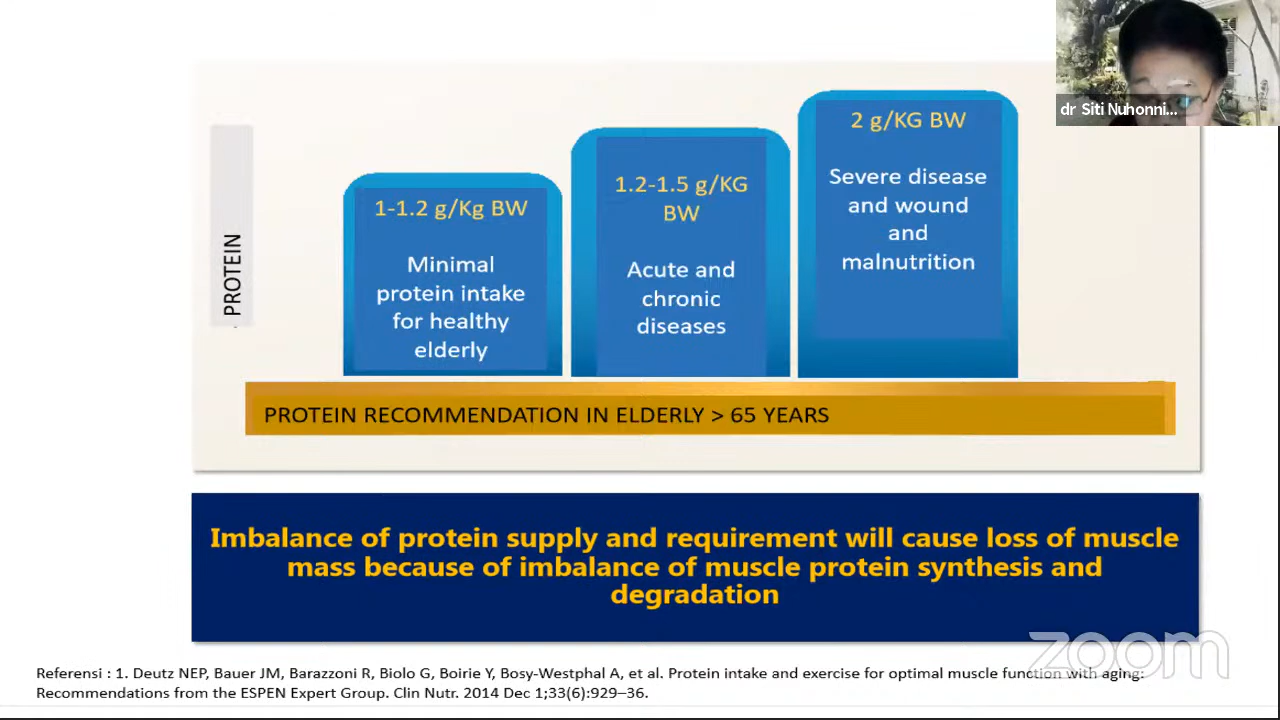 dr Siti Nuhonni...
PROTEIN
1-1.2 g/Kg BW
Minimal
protein intake
for healthy
elderly
1.2-1.5 g/KG
BW
Acute and
chronic
diseases
2 g/KG BW
Severe disease
and wound
and
malnutrition
PROTEIN RECOMMENDATION IN ELDERLY > 65 YEARS
Imbalance of protein supply and requirement will cause loss of muscle
mass because of imbalance of muscle protein synthesis and
degradation
zoom
Referensi : 1. Deutz NEP, Bauer JM, Barazzoni R, Biolo G, Boirie Y, Bosy-Westphal A, et al. Protein intake and exercise for optimal muscle function with aging:
Recommendations from the ESPEN Expert Group. Clin Nutr. 2014 Dec 1;33(6):929–36.